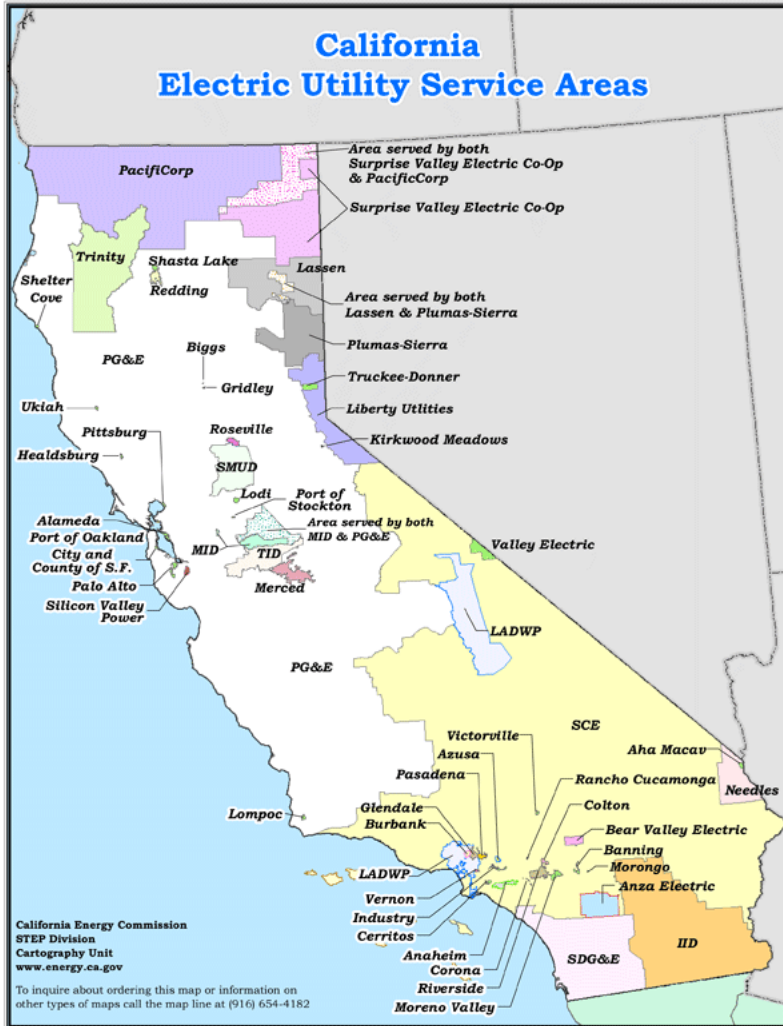 California
Electric Utility Service Areas
PacifiCorp
Area served by both
Surprise Valley Electric Co-Op
& PacificCorp
Surprise Valley Electric Co-Op
Trinity
Shasta Lake
Redding
Lassen
Shelter
Cove
Area served by both
Lassen & Plumas-Sierra
PG&E
Biggs
Plumas-Sierra
Gridley
Truckee-Donner
Ukiah
Liberty Utlities
Pittsburg
Roseville
Kirkwood Meadows
Healdsburg
SMUD
Lodi
Port of
Stockton
Alameda
Port of Oakland
City and
County of S.F.
Palo Alto
Silicon Valley
Power
Area served by both
MID & PG&E
MID
TID
Merced
Valley Electric
LADWP
PG&E
SCE
Victorville
Azusa
Pasadena
Aha Macav
Rancho Cucamonga
Needles
Lompoc
Glendale
Burbank
Colton
Bear Valley Electric
Banning
Morongo
Anza Electric
LADWP
Vernon
Industry
Cerritos
Anaheim
Corona
Riverside
Moreno Valley
SDG&E
IID
California Energy Commission
STEP Division
Cartography Unit
www.energy.ca.gov
To inquire about ordering this map or information on
other types of maps call the map line at (916) 654-4182